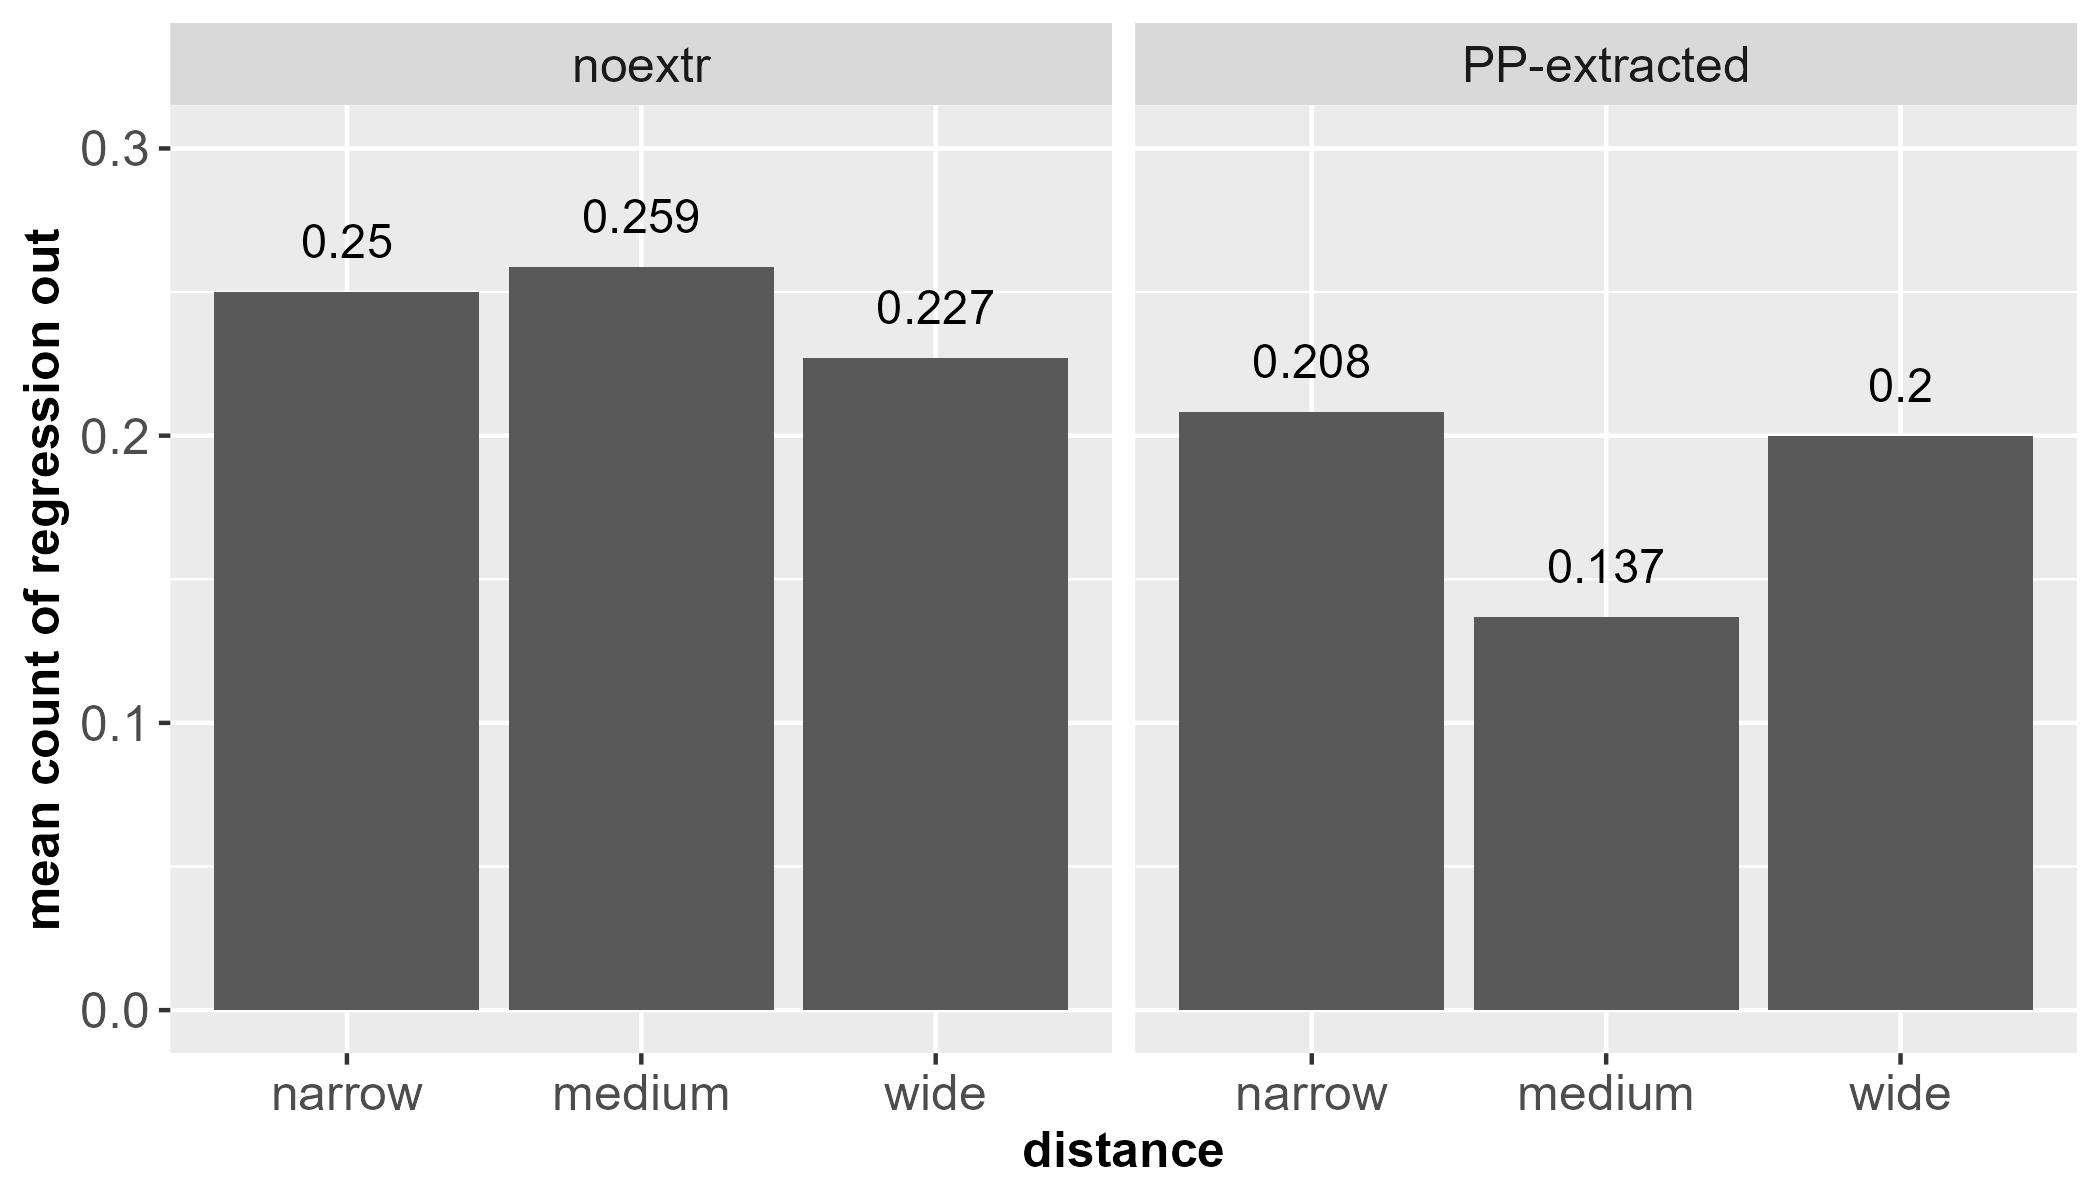 noextr
PP-extracted
mean count of regression out
0.3
0.2
0.1
0.0
0.25
0.259
0.227
0.208
0.137
0.2
narrow
medium
wide
narrow
medium
wide
distance